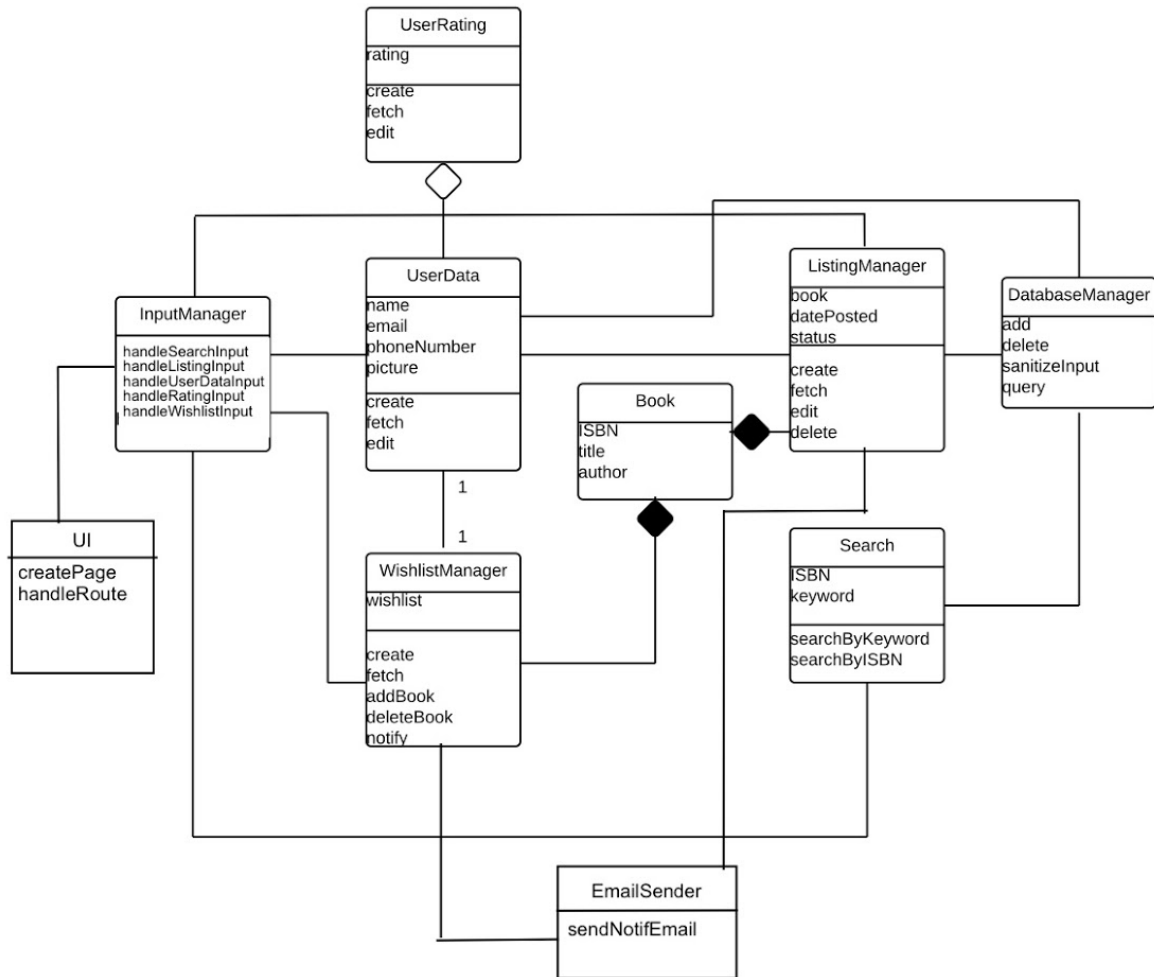 UserRating
rating
create
fetch
edit
UserData
name
email
phoneNumber
picture
create
fetch
edit
ListingManager
book
datePosted
status
create
fetch
edit
delete
DatabaseManager
add
delete
sanitizeInput
query
InputManager
handleSearchInput
handleListingInput
handleUserDataInput
handleRatingInput
handleWishlistInput
Book
ISBN
title
author
1
1
UI
createPage
handleRoute
WishlistManager
wishlist
create
fetch
addBook
deleteBook
notify
Search
ISBN
keyword
searchByKeyword
searchByISBN
EmailSender
sendNotifEmail